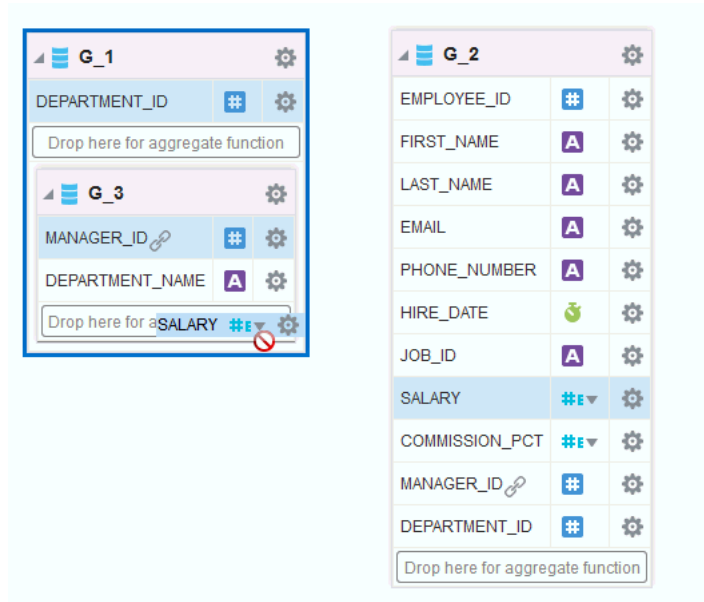 G_1
DEPARTMENT_ID #
Drop here for aggregate function
G_3
MANAGER_ID #
DEPARTMENT_NAME A
Drop here for a
SALARY #E
G_2
EMPLOYEE_ID #
FIRST_NAME A
LAST_NAME A
EMAIL A
PHONE_NUMBER A
HIRE_DATE
JOB_ID A
SALARY #E
COMMISSION_PCT #E
MANAGER_ID #
DEPARTMENT_ID #
Drop here for aggregate function